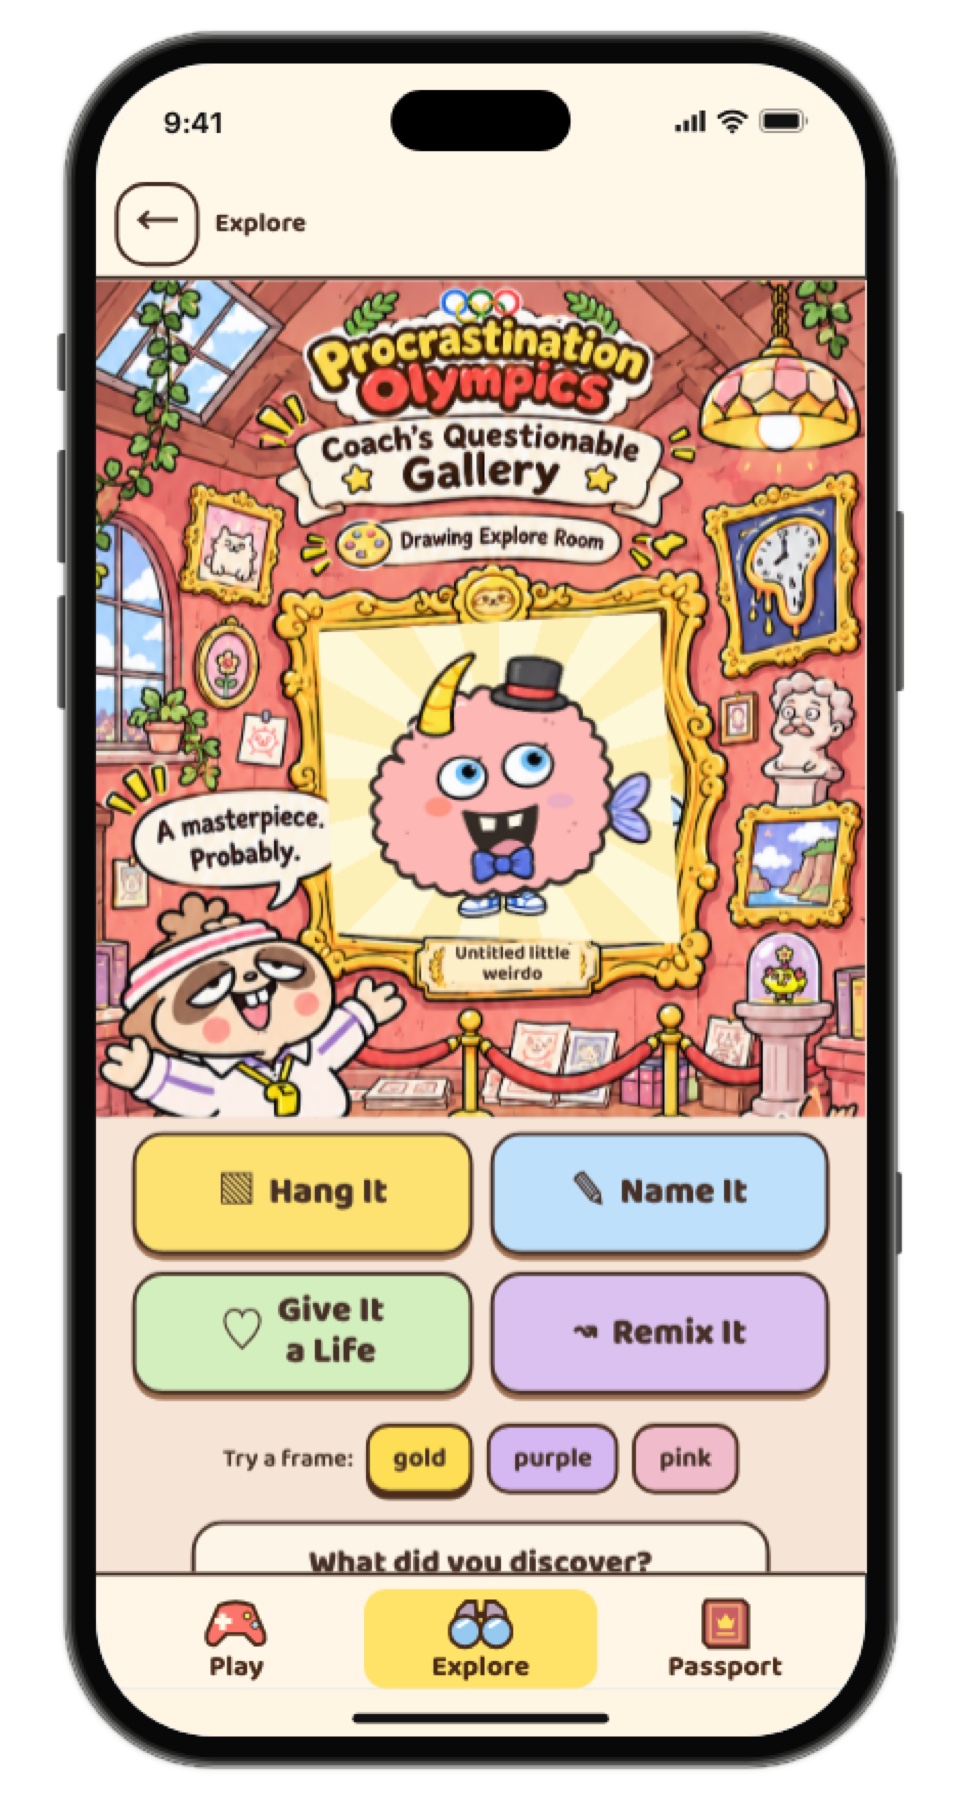 9:41
Explore
Procrastination
Olympics
Coach's Questionable
Gallery
Drawing Explore Room
A masterpiece.
Probably.
Untitled little
weirdo
Hang It
Name It
Give It
a Life
Remix It
Try a frame:
gold
purple
pink
What did you discover?
Play
Explore
Passport